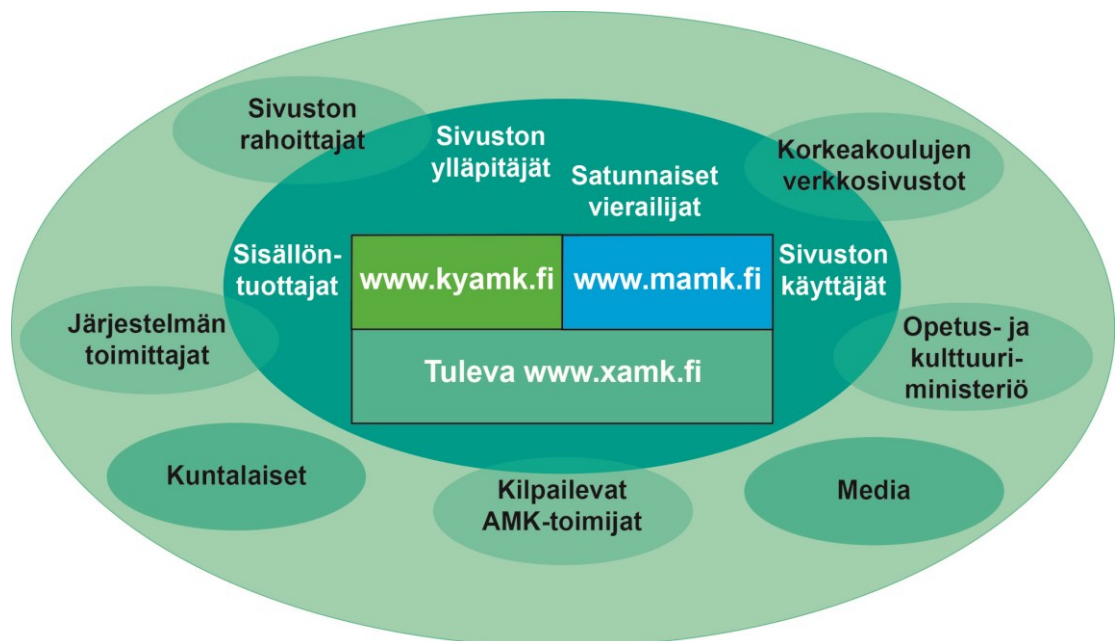 Sivuston
rahoittajat
Sivuston
ylläpitäjät
Satunnaiset
vierailijat
Korkeakoulujen
verkkosivustot
Sisällön-
tuottajat
www.kyamk.fi
www.mamk.fi
Sivuston
käyttäjät
Järjestelmän
toimittajat
Tuleva www.xamk.fi
Opetus- ja
kulttuuri-
ministeriö
Kuntalaiset
Kilpailevat
AMK-toimijat
Media